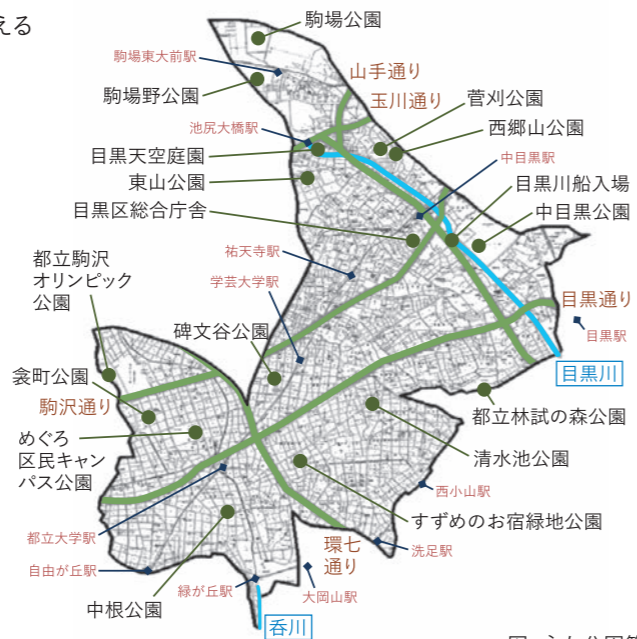 える
駒場公園
駒場東大前駅
山手通り
駒場野公園
玉川通り
菅刈公園
池尻大橋駅
西郷山公園
目黒天空庭園
中目黒駅
東山公園
目黒川船入場
目黒区総合庁舎
中目黒公園
祐天寺駅
都立駒沢
オリンピック
公園
学芸大学駅
目黒通り
目黒駅
碑文谷公園
目黒川
衾町公園
駒沢通り
都立林試の森公園
めぐろ
区民キャン
パス公園
清水池公園
西小山駅
すずめのお宿緑地公園
都立大学駅
環七
通り
洗足駅
自由が丘駅
緑が丘駅
大岡山駅
中根公園
呑川